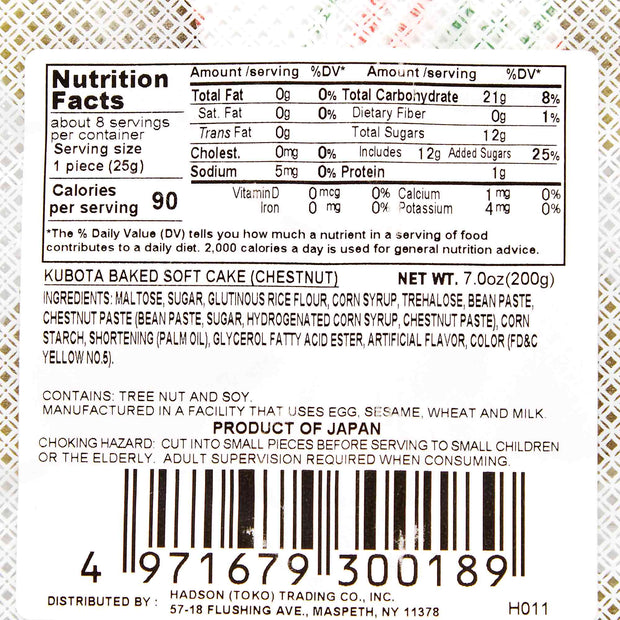 Nutrition Facts
about 8 servings per container
Serving size
1 piece (25g)
Calories per serving 90
Amount /serving %DV* Amount /serving %DV*
Total Fat 0g 0% Total Carbohydrate 21g 8%
Sat. Fat 0g 0% Dietary Fiber 0g 1%
Trans Fat 0g Total Sugars 12g
Cholest. 0mg 0% Includes 12g Added Sugars 25%
Sodium 5mg 0% Protein 1g
Vitamin D 0 mcg 0% Calcium 1 mg 0%
Iron 0 mg 0% Potassium 4 mg 0%
*The % Daily Value (DV) tells you how much a nutrient in a serving of food
contributes to a daily diet. 2,000 calories a day is used for general nutrition advice.
KUBOTA BAKED SOFT CAKE (CHESTNUT) NET WT. 7.0oz(200g)
INGREDIENTS: MALTOSE, SUGAR, GLUTINOUS RICE FLOUR, CORN SYRUP, TREHALOSE, BEAN PASTE,
CHESTNUT PASTE (BEAN PASTE, SUGAR, HYDROGENATED CORN SYRUP, CHESTNUT PASTE), CORN
STARCH, SHORTENING (PALM OIL), GLYCEROL FATTY ACID ESTER, ARTIFICIAL FLAVOR, COLOR (FD&C
YELLOW NO.5).
CONTAINS: TREE NUT AND SOY.
MANUFACTURED IN A FACILITY THAT USES EGG, SESAME, WHEAT AND MILK.
PRODUCT OF JAPAN
CHOKING HAZARD: CUT INTO SMALL PIECES BEFORE SERVING TO SMALL CHILDREN
OR THE ELDERLY. ADULT SUPERVISION REQUIRED WHEN CONSUMING.
4 971679 300189
DISTRIBUTED BY : HADSON (TOKO) TRADING CO., INC.
57-18 FLUSHING AVE., MASPETH, NY 11378
H011